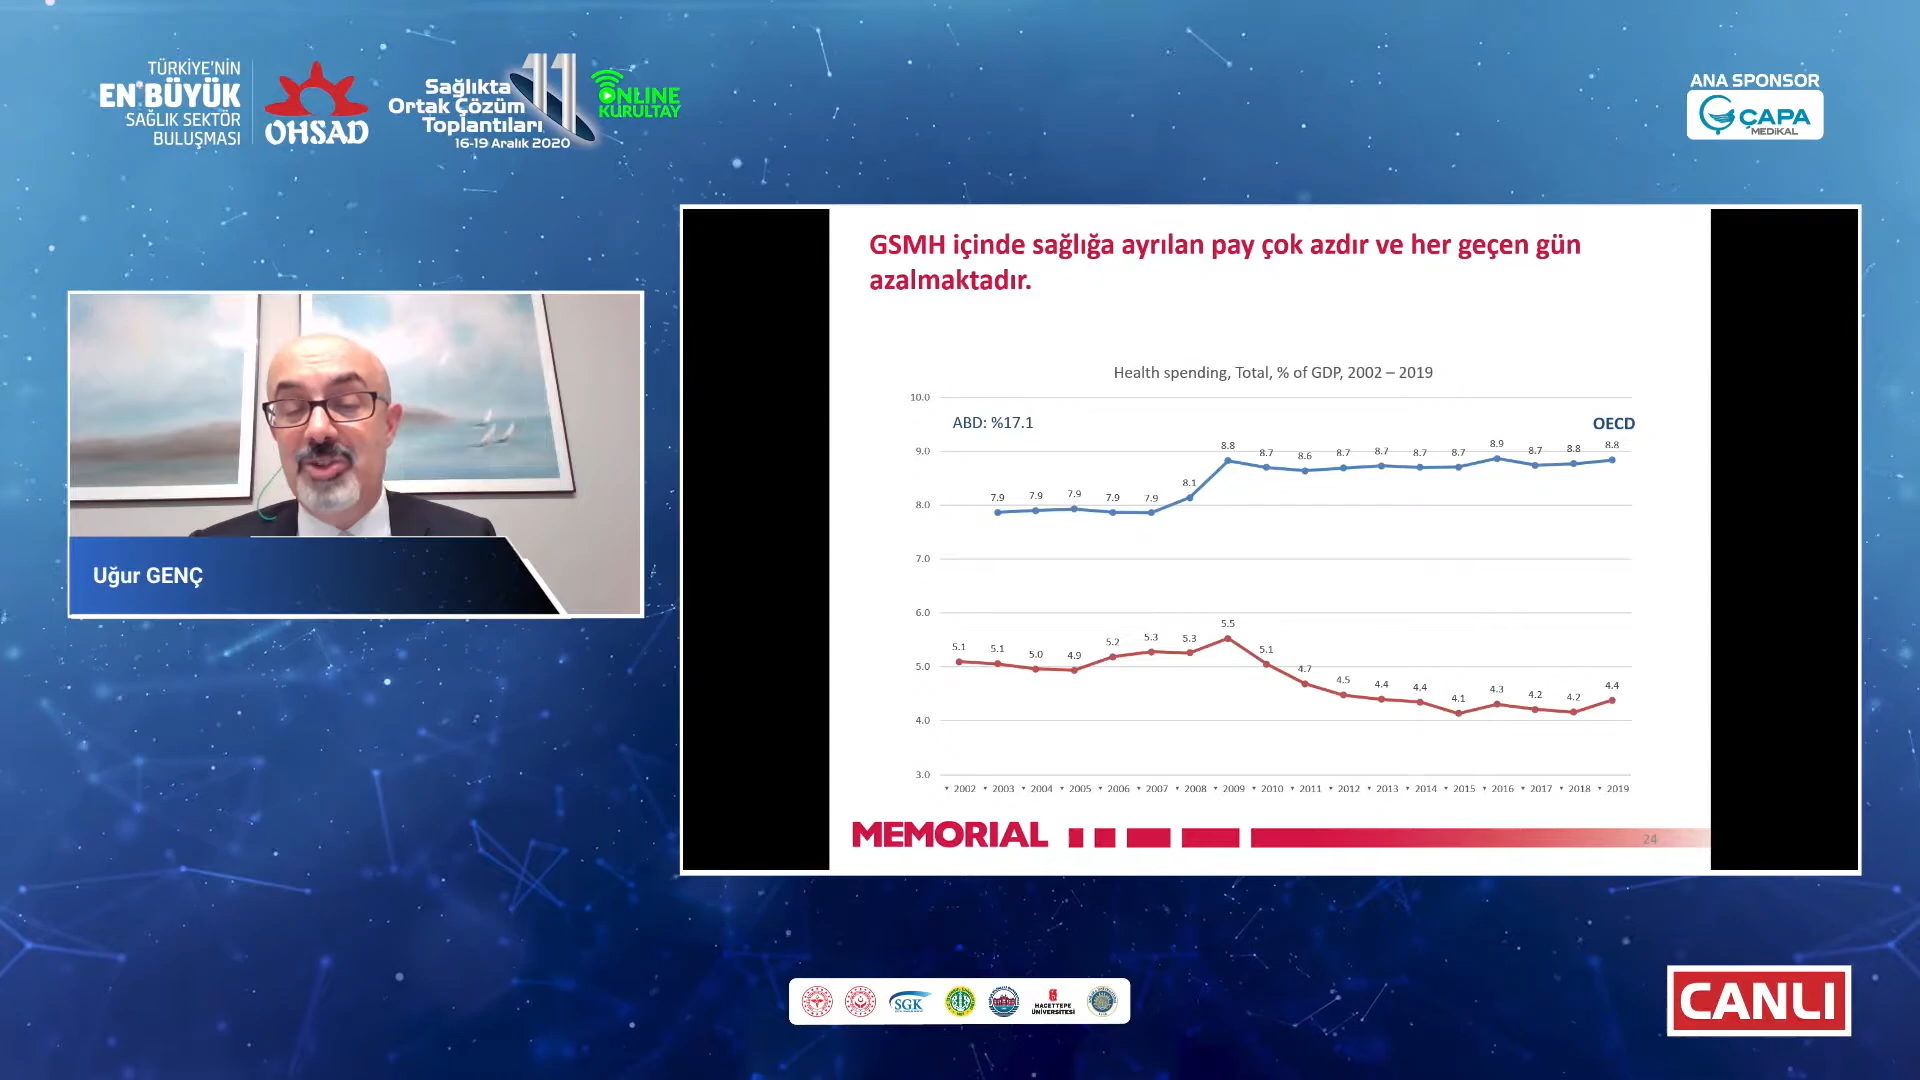 TÜRKİYE'NİN
EN BÜYÜK
SAĞLIK SEKTÖR
BULUŞMASI
OHSAD
Sağlıkta
Ortak Çözüm
Toplantıları
11
16-19 Aralık 2020
ONLINE
KURULTAY
ANA SPONSOR
ÇAPA
MEDİKAL
Uğur GENÇ
GSMH içinde sağlığa ayrılan pay çok azdır ve her geçen gün
azalmaktadır.
Health spending, Total, % of GDP, 2002 – 2019
10.0
ABD: %17.1
OECD
9.0
8.0
7.0
6.0
5.0
4.0
3.0
7.9 7.9 7.9 7.9 7.9 8.1 8.8 8.7 8.6 8.7 8.7 8.7 8.7 8.9 8.7 8.8 8.8
5.1 5.1 5.0 4.9 5.2 5.3 5.3 5.5 5.1 4.7 4.5 4.4 4.4 4.1 4.3 4.2 4.2 4.4
2002 2003 2004 2005 2006 2007 2008 2009 2010 2011 2012 2013 2014 2015 2016 2017 2018 2019
MEMORIAL
24
SGK
HACETTEPE
ÜNİVERSİTESİ
CANLI